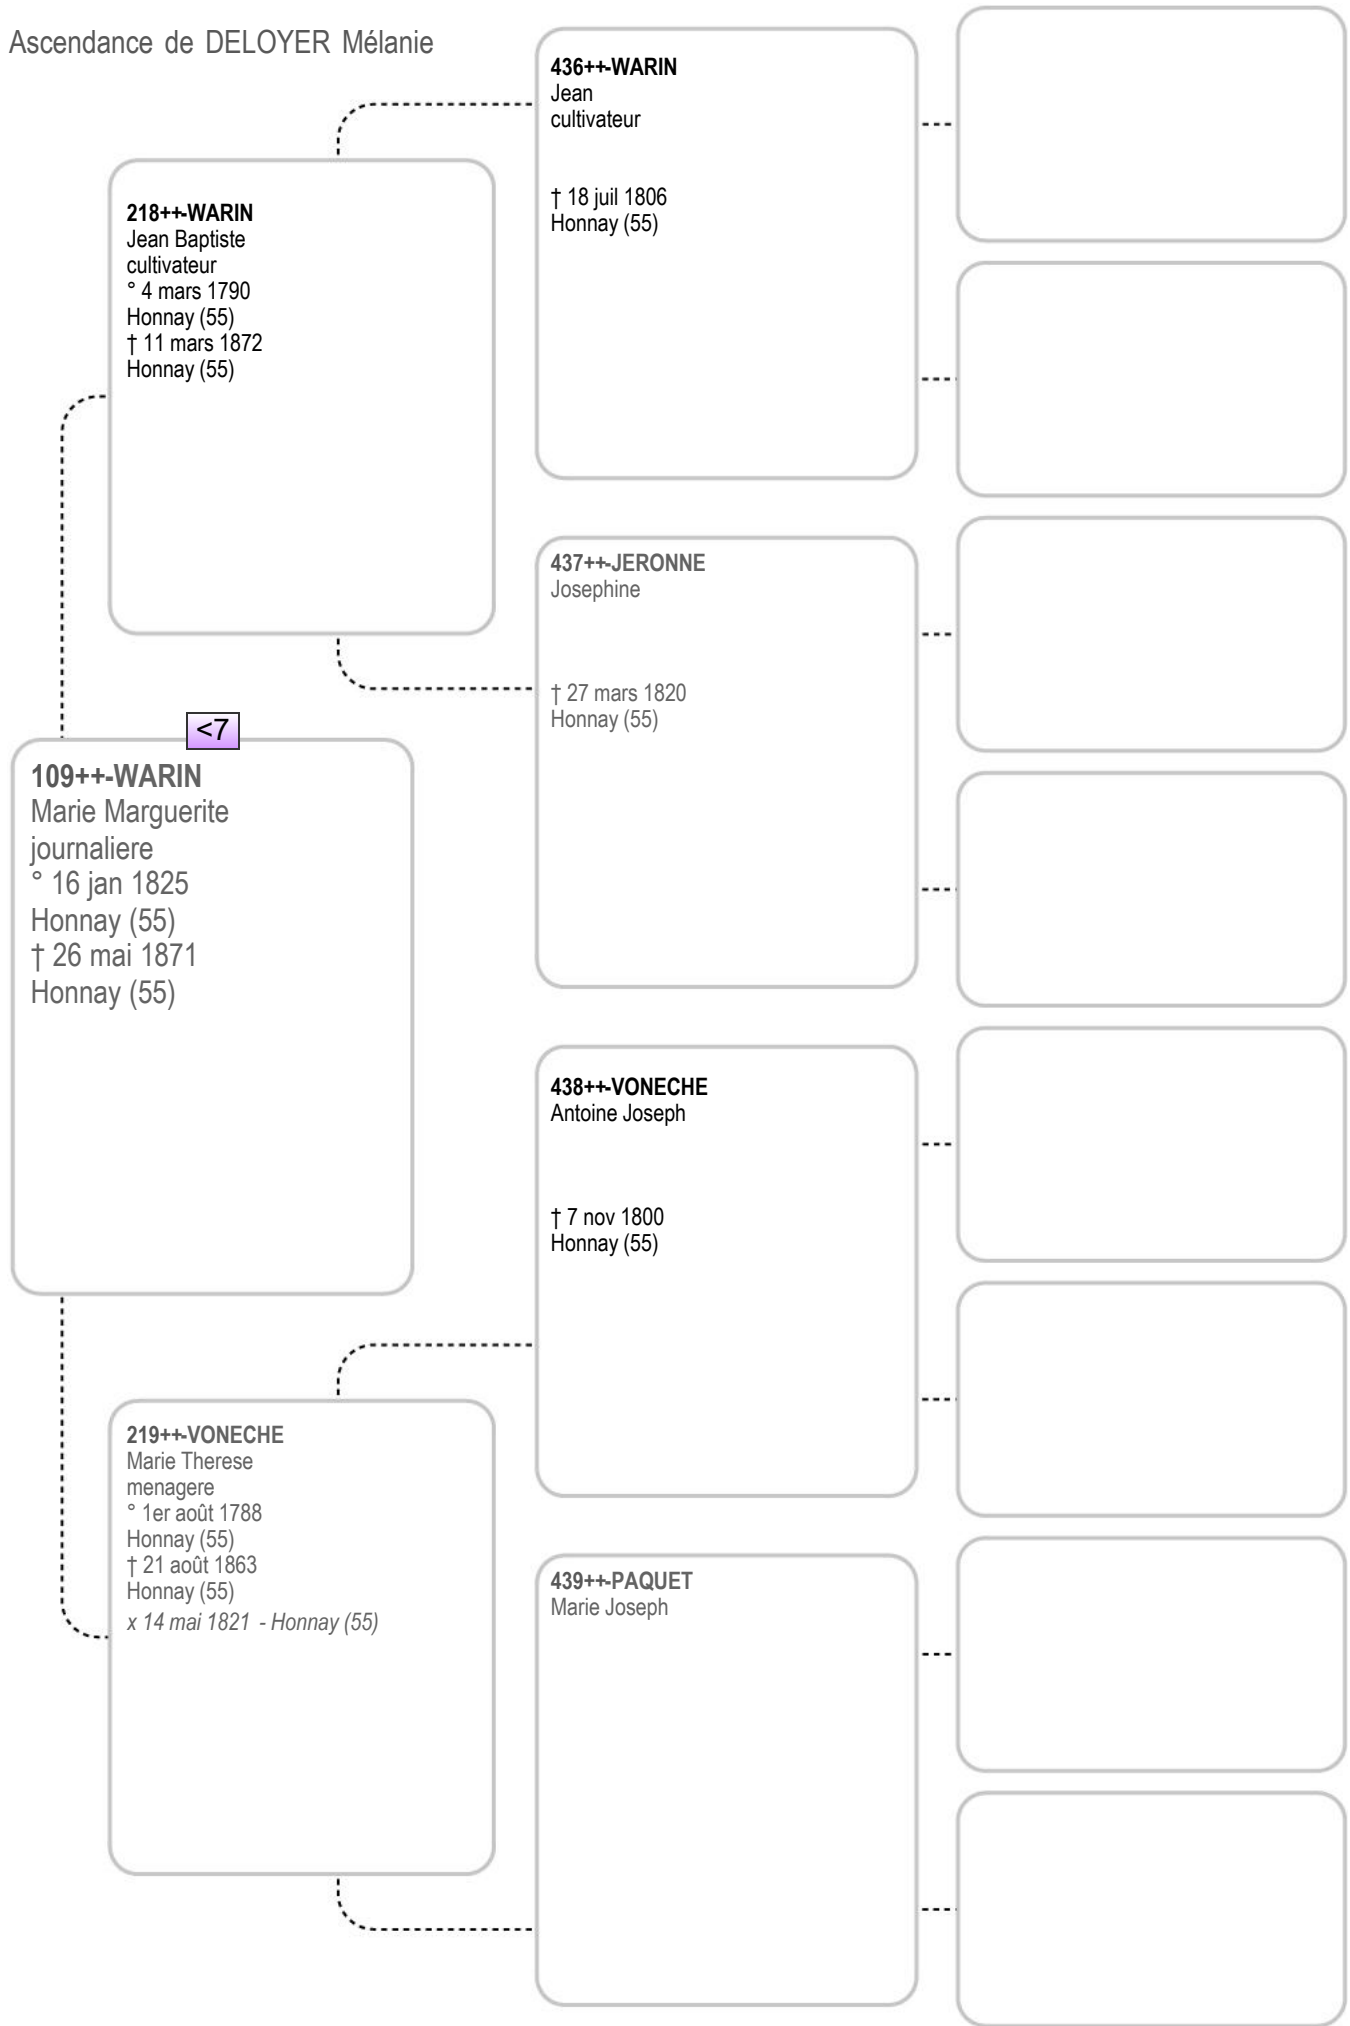 Ascendance de DELOYER Mélanie
436++-WARIN
Jean
cultivateur
† 18 juil 1806
Honnay (55)
218++-WARIN
Jean Baptiste
cultivateur
° 4 mars 1790
Honnay (55)
† 11 mars 1872
Honnay (55)
437++-JERONNE
Josephine
† 27 mars 1820
Honnay (55)
<7
109++-WARIN
Marie Marguerite
journaliere
° 16 jan 1825
Honnay (55)
† 26 mai 1871
Honnay (55)
438++-VONECHE
Antoine Joseph
† 7 nov 1800
Honnay (55)
219++-VONECHE
Marie Therese
menagere
° 1er août 1788
Honnay (55)
† 21 août 1863
Honnay (55)
x 14 mai 1821 - Honnay (55)
439++-PAQUET
Marie Joseph